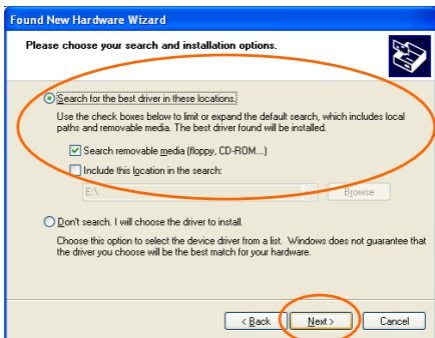 Found New Hardware Wizard
Please choose your search and installation options.
Search for the best driver in these locations.
Use the check boxes below to limit or expand the default search, which includes local
paths and removable media. The best driver found will be installed.
Search removable media (floppy, CD-ROM...)
Include this location in the search:
E:\
Browse
Don't search. I will choose the driver to install.
Choose this option to select the device driver from a list. Windows does not guarantee that
the driver you choose will be the best match for your hardware.
< Back
Next >
Cancel